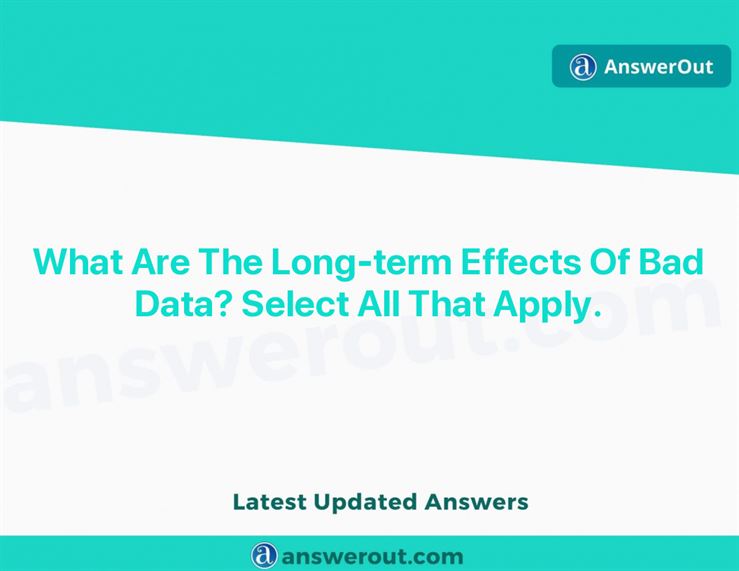 AnswerOut
What Are The Long-term Effects Of Bad
Data? Select All That Apply.
answerout.com
Latest Updated Answers
answerout.com